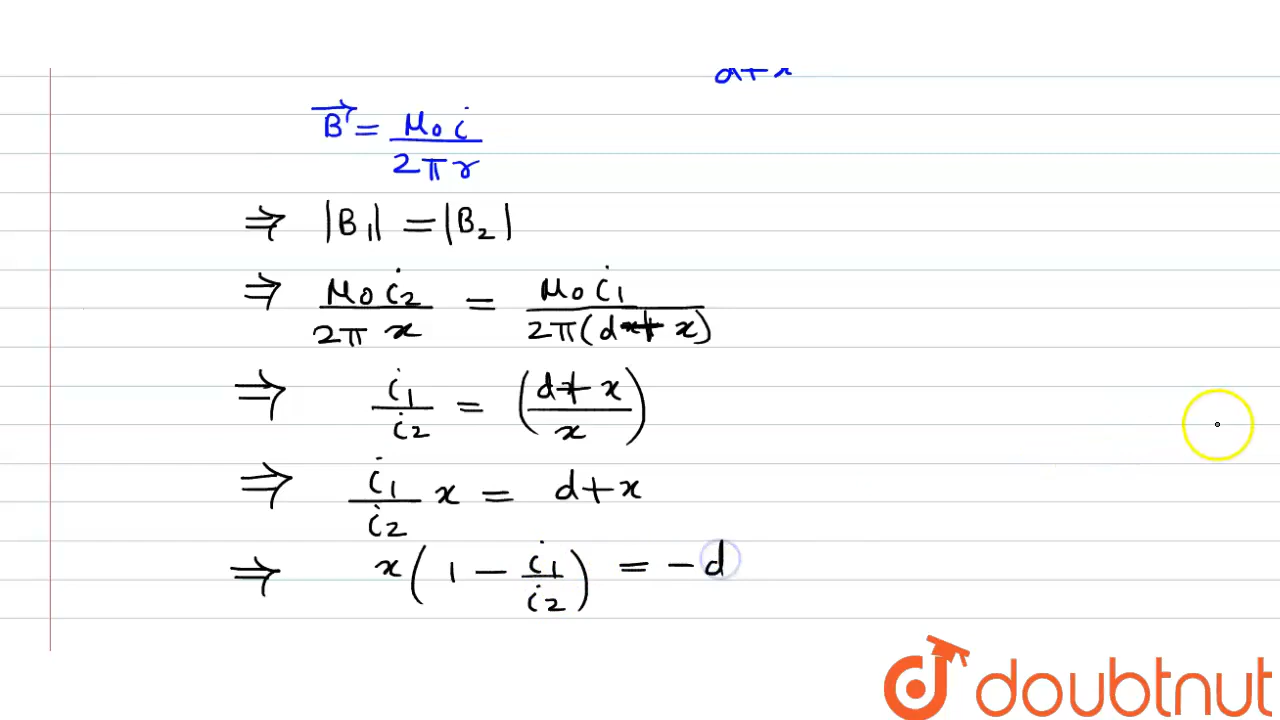 d+x
B⃗ = μ₀ i / 2π r
⇒ |B₁| = |B₂|
⇒ μ₀ i₂ / 2π x = μ₀ i₁ / 2π(d + x)
⇒ i₁ / i₂ = (d + x / x)
⇒ i₁ / i₂ x = d + x
⇒ x(1 − i₁ / i₂) = − d
doubtnut